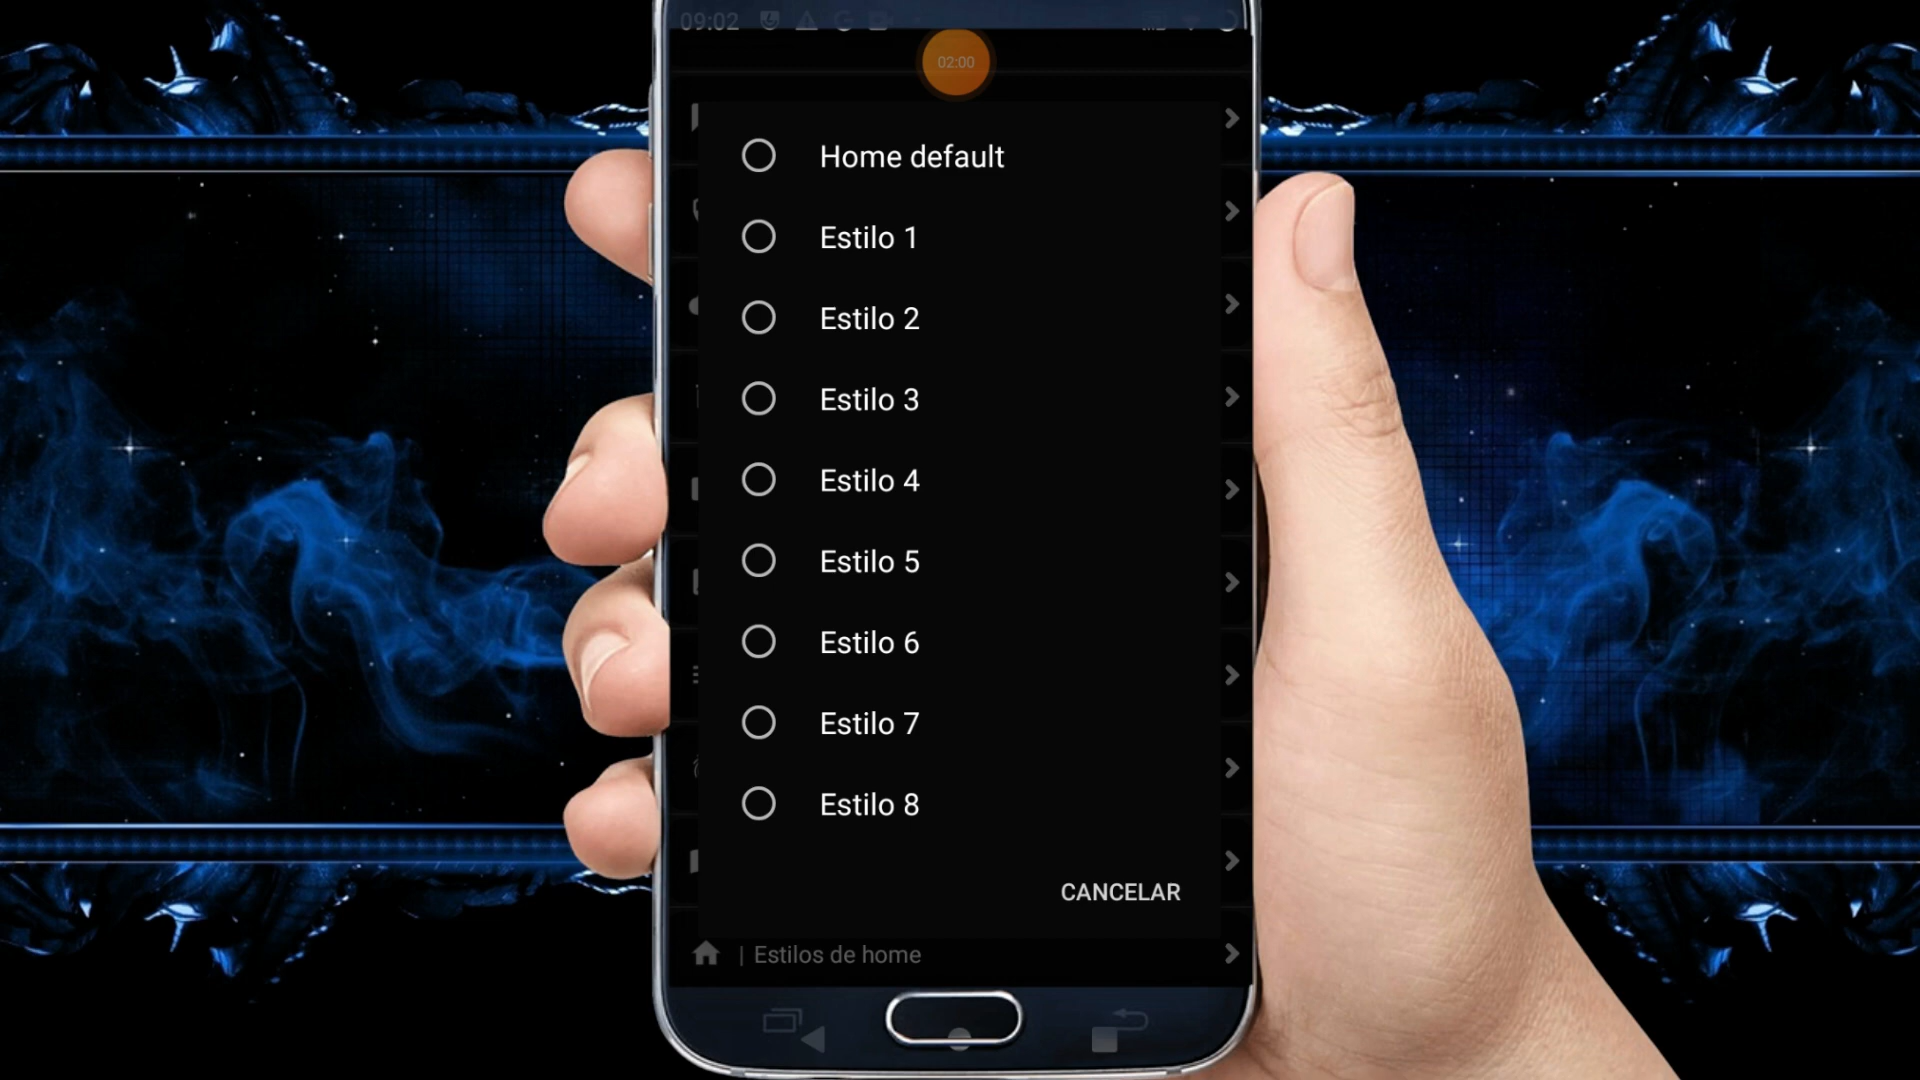 09:02
02:00
Home default
Estilo 1
Estilo 2
Estilo 3
Estilo 4
Estilo 5
Estilo 6
Estilo 7
Estilo 8
CANCELAR
| Estilos de home